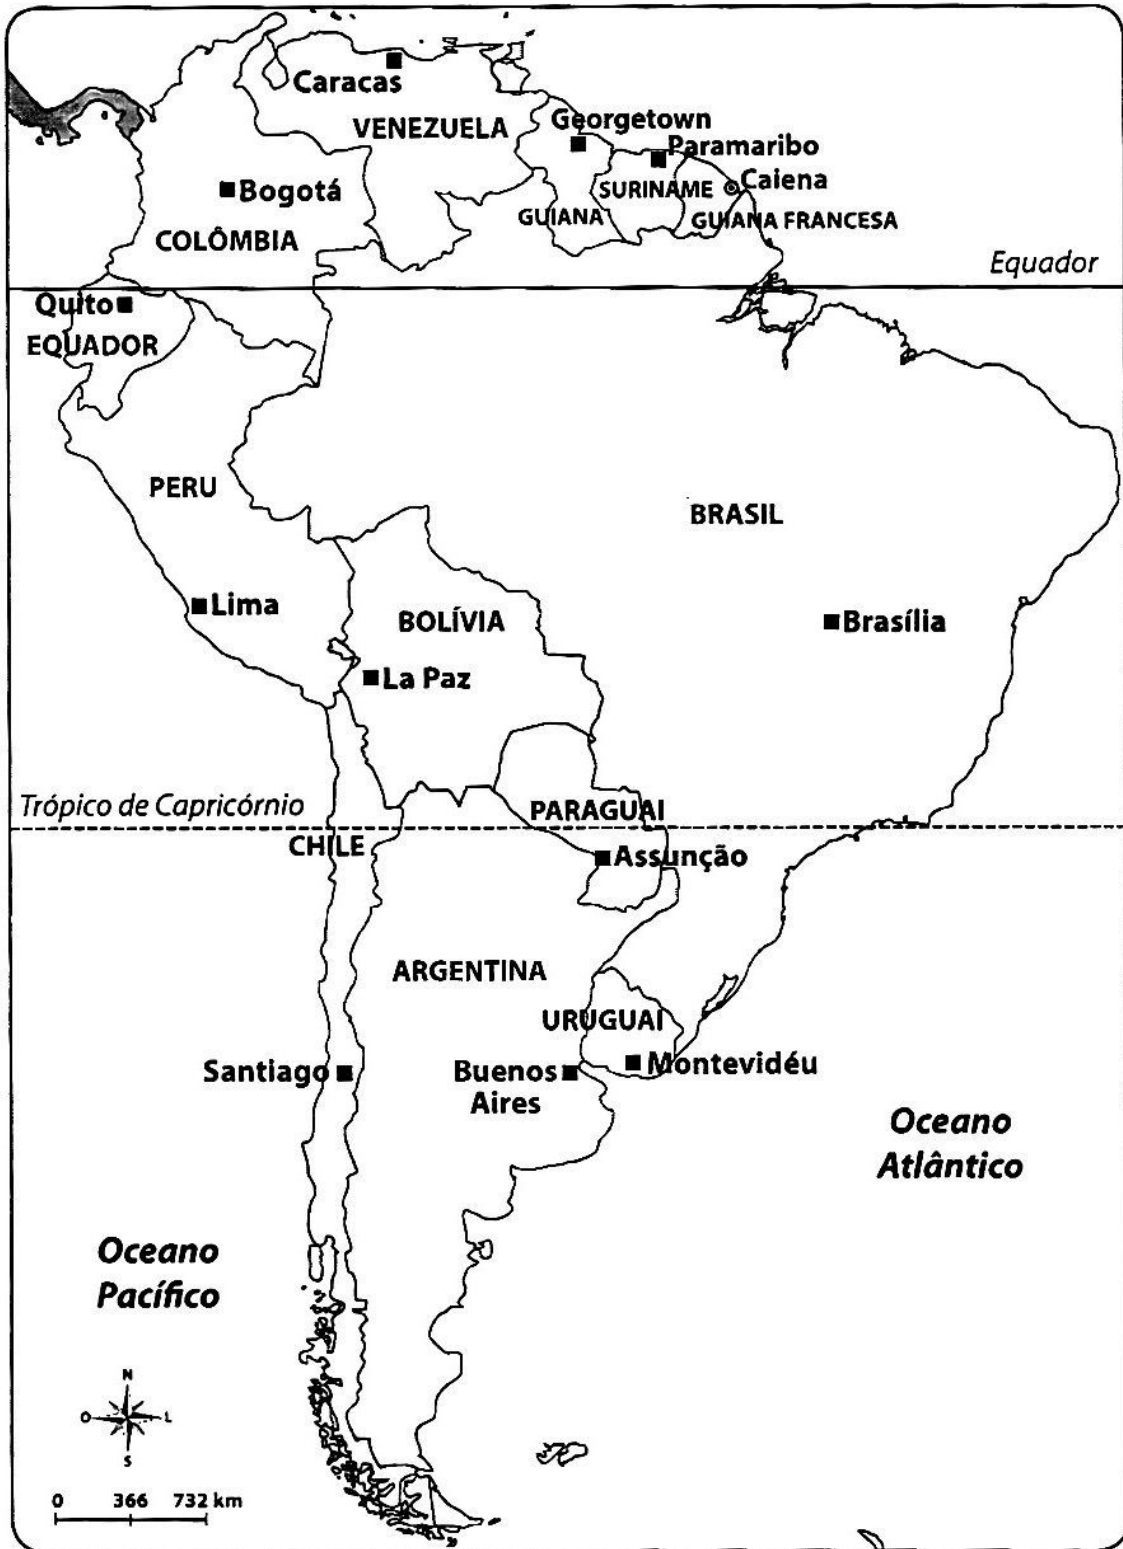 Caracas
VENEZUELA
Georgetown
Paramaribo
Bogotá
SURINAME
Caiena
GUIANA
GUIANA FRANCESA
COLÔMBIA
Equador
Quito
EQUADOR
PERU
BRASIL
Lima
BOLÍVIA
Brasília
La Paz
Trópico de Capricórnio
PARAGUAI
CHILE
Assunção
ARGENTINA
URUGUAI
Santiago
Buenos
Aires
Montevidéu
Oceano
Atlântico
Oceano
Pacífico
N
O L
S
0 366 732 km